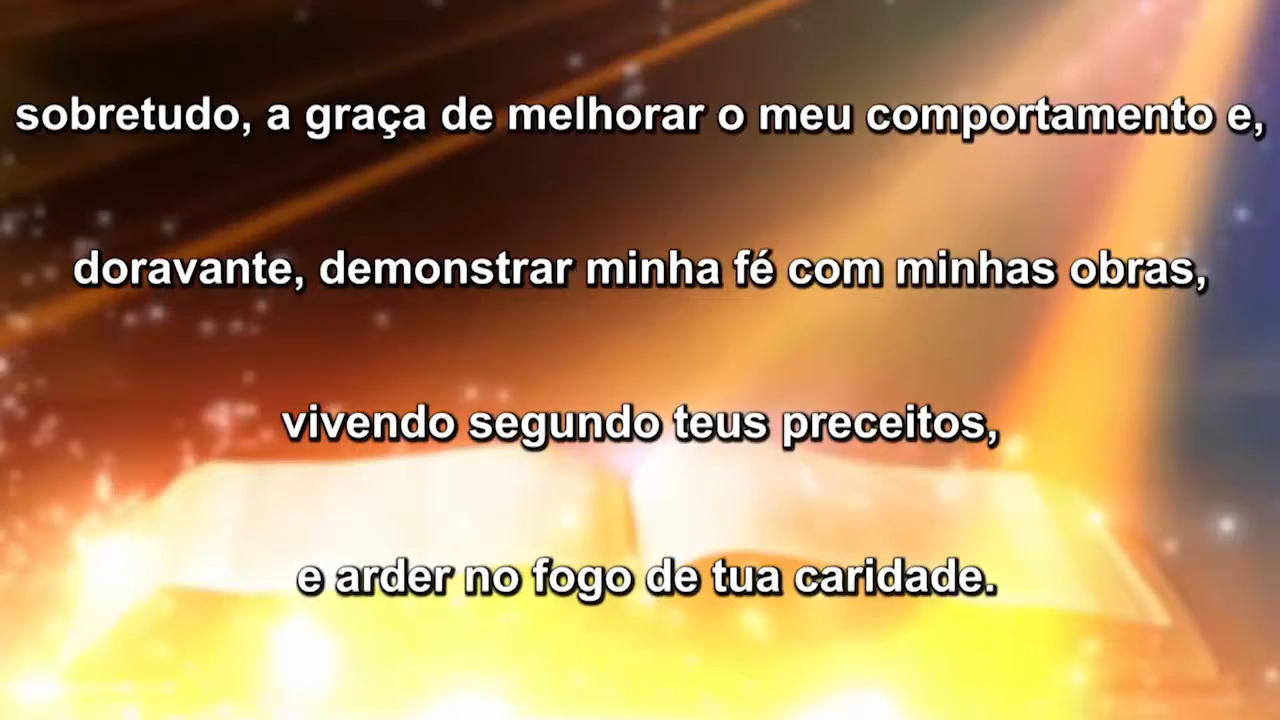 sobretudo, a graça de melhorar o meu comportamento e,
doravante, demonstrar minha fé com minhas obras,
vivendo segundo teus preceitos,
e arder no fogo de tua caridade.